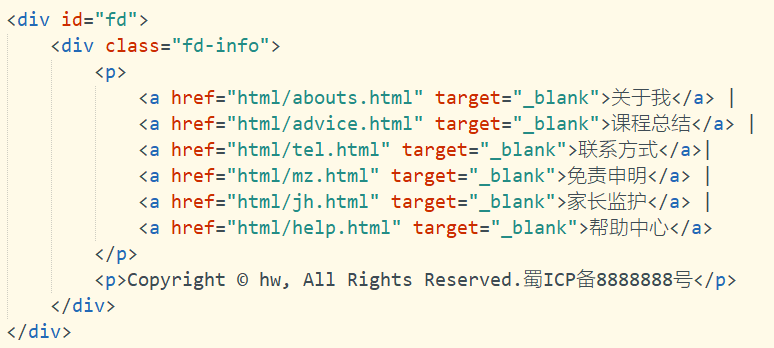 <div id="fd">
<div class="fd-info">
<p>
<a href="html/abouts.html" target="_blank">关于我</a> |
<a href="html/advice.html" target="_blank">课程总结</a> |
<a href="html/tel.html" target="_blank">联系方式</a>|
<a href="html/mz.html" target="_blank">免责申明</a> |
<a href="html/jh.html" target="_blank">家长监护</a> |
<a href="html/help.html" target="_blank">帮助中心</a>
</p>
<p>Copyright © hw, All Rights Reserved.蜀ICP备8888888号</p>
</div>
</div>